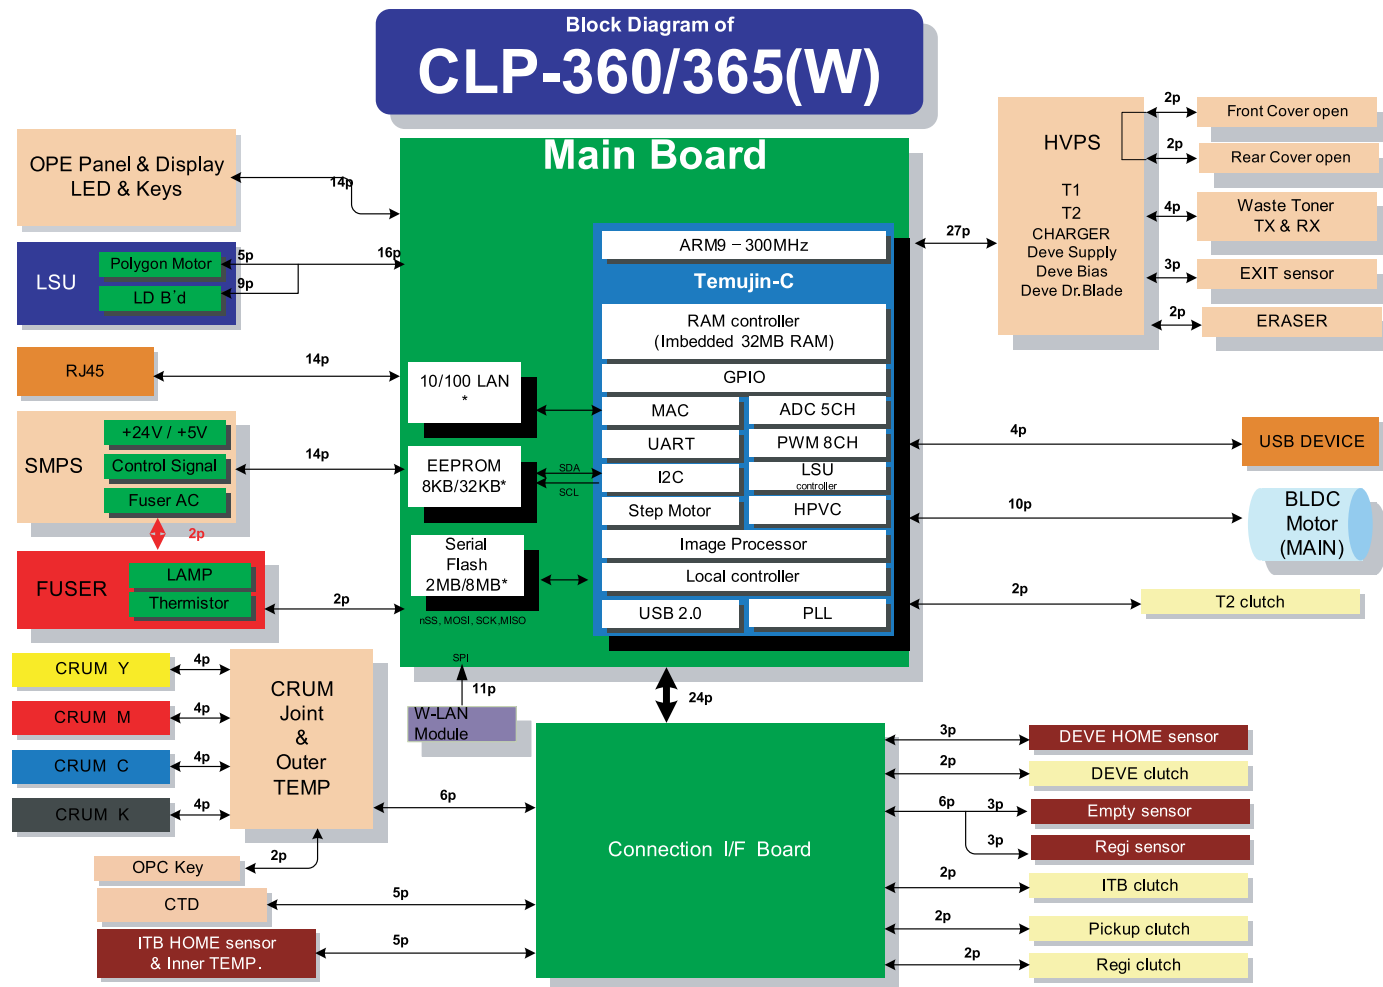 Block Diagram of
CLP-360/365(W)
OPE Panel & Display
LED & Keys
14p
LSU
Polygon Motor
LD B'd
5p
9p
16p
RJ45
14p
SMPS
+24V / +5V
Control Signal
Fuser AC
14p
2p
FUSER
LAMP
Thermistor
2p
Main Board
10/100 LAN
*
EEPROM
8KB/32KB*
SDA
SCL
Serial
Flash
2MB/8MB*
nSS, MOSI, SCK,MISO
SPI
11p
W-LAN
Module
ARM9 – 300MHz
Temujin-C
RAM controller
(Imbedded 32MB RAM)
GPIO
MAC
ADC 5CH
UART
PWM 8CH
I2C
LSU
controller
Step Motor
HPVC
Image Processor
Local controller
USB 2.0
PLL
27p
HVPS
T1
T2
CHARGER
Deve Supply
Deve Bias
Deve Dr.Blade
2p
Front Cover open
2p
Rear Cover open
4p
Waste Toner
TX & RX
3p
EXIT sensor
2p
ERASER
4p
USB DEVICE
10p
BLDC
Motor
(MAIN)
2p
T2 clutch
24p
CRUM Y
4p
CRUM M
4p
CRUM C
4p
CRUM K
4p
CRUM
Joint
&
Outer
TEMP
6p
OPC Key
2p
CTD
5p
ITB HOME sensor
& Inner TEMP.
5p
Connection I/F Board
3p
DEVE HOME sensor
2p
DEVE clutch
6p
3p
Empty sensor
3p
Regi sensor
2p
ITB clutch
2p
Pickup clutch
2p
Regi clutch